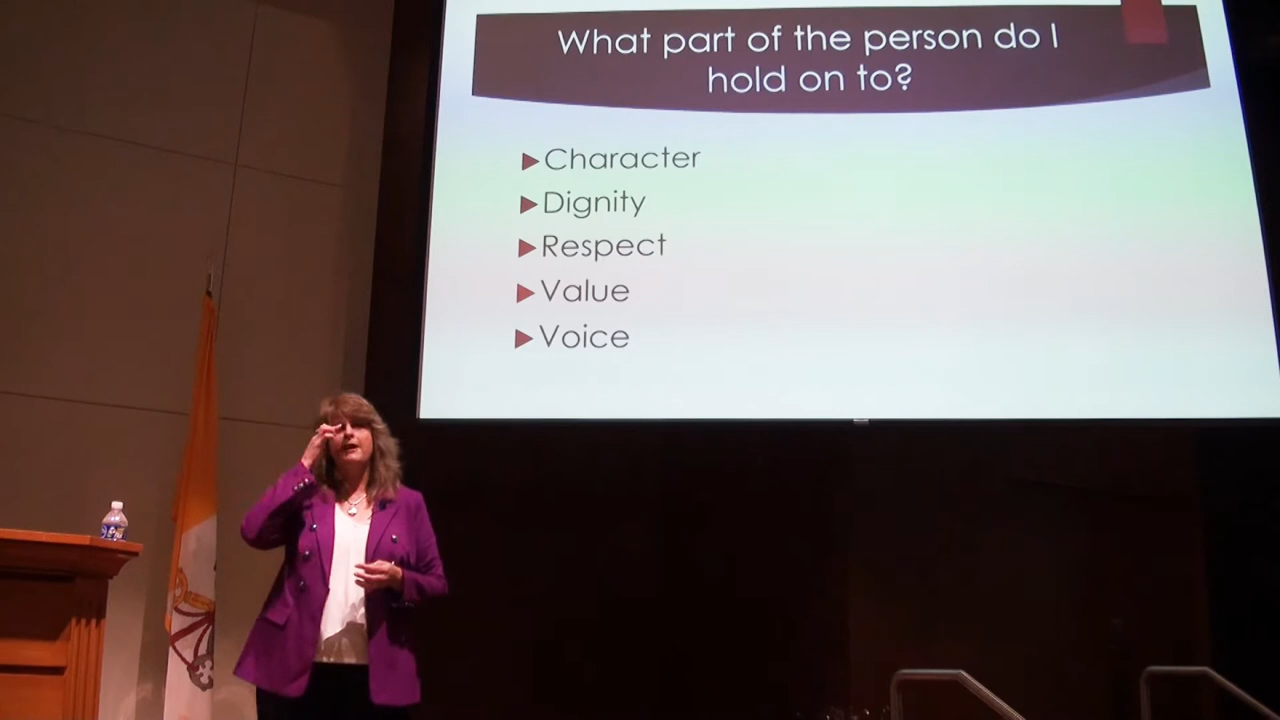 What part of the person do I
hold on to?
Character
Dignity
Respect
Value
Voice